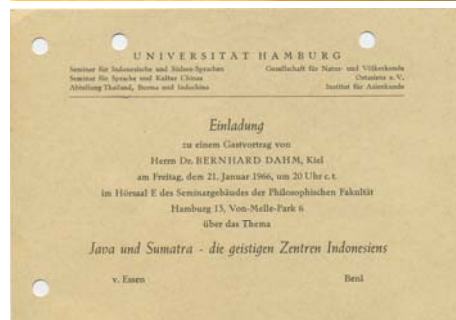 UNIVERSITÄT HAMBURG
Seminar für Indonesische und Südsee-Sprachen
Seminar für Sprache und Kultur Chinas
Abteilung Thailand, Burma und Indochina
Gesellschaft für Natur- und Völkerkunde
Ostasiens e. V.
Institut für Asienkunde
Einladung
zu einem Gastvortrag von
Herrn Dr. BERNHARD DAHM, Kiel
am Freitag, dem 21. Januar 1966, um 20 Uhr c. t.
im Hörsaal E des Seminargebäudes der Philosophischen Fakultät
Hamburg 13, Von-Melle-Park 6
über das Thema
Java und Sumatra - die geistigen Zentren Indonesiens
v. Essen Benl